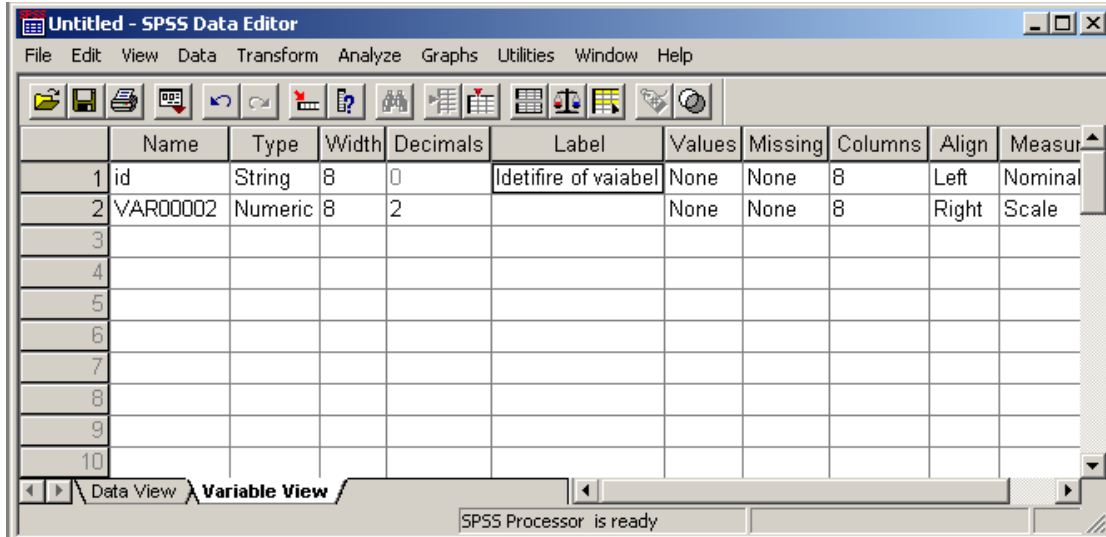 SPSS Untitled - SPSS Data Editor
File Edit View Data Transform Analyze Graphs Utilities Window Help
Name Type Width Decimals Label Values Missing Columns Align Measur
1 id String 8 0 Idetifire of vaiabel None None 8 Left Nominal
2 VAR00002 Numeric 8 2 None None 8 Right Scale
3
4
5
6
7
8
9
10
Data View Variable View
SPSS Processor is ready